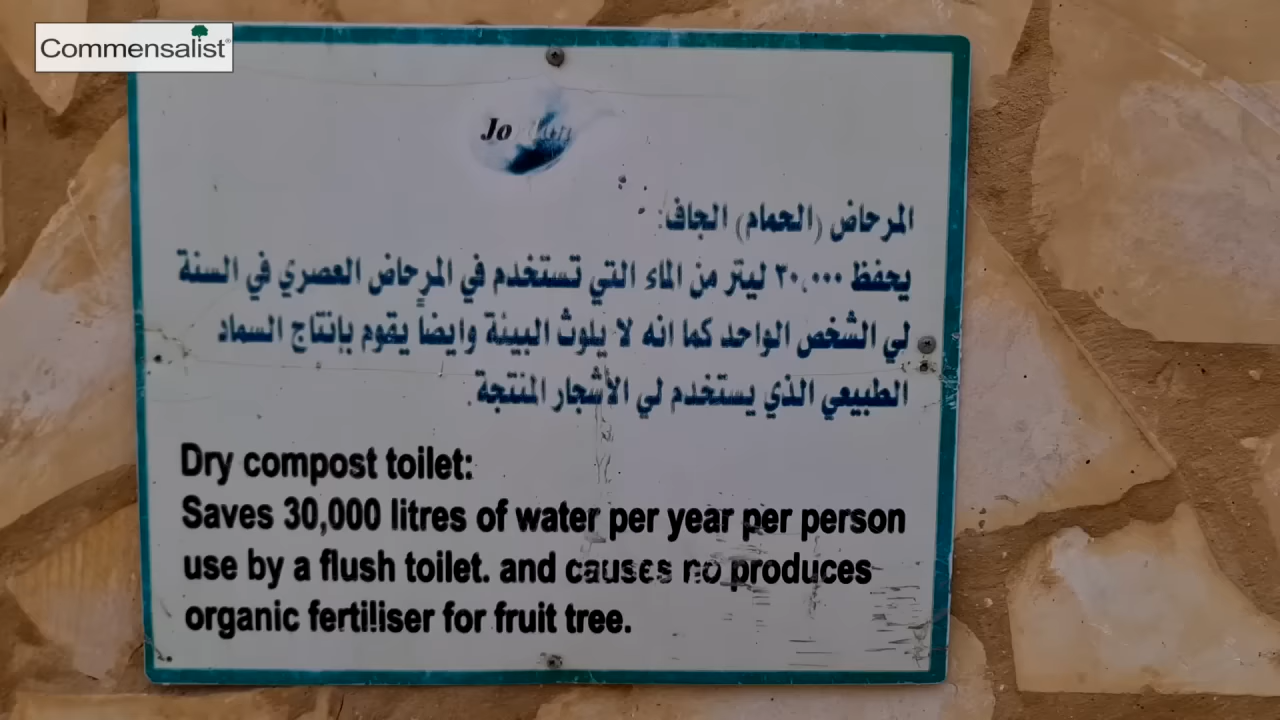 Commensalist
Jordan
المرحاض (الحمام) الجاف:
يحفظ ٣٠,٠٠٠ ليتر من الماء التي تستخدم في المرحاض العصري في السنة
لي الشخص الواحد كما انه لا يلوث البيئة وايضاً يقوم بإنتاج السماد
الطبيعي الذي يستخدم لي الأشجار المنتجة.
Dry compost toilet:
Saves 30,000 litres of water per year per person
use by a flush toilet. and causes no produces
organic fertiliser for fruit tree.